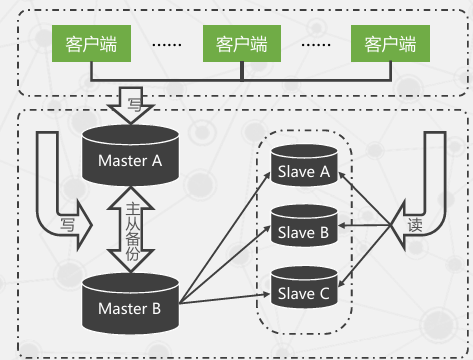 客户端 ······ 客户端 ······ 客户端
写
Master A
Slave A
主从备份
写
Slave B
读
Master B
Slave C